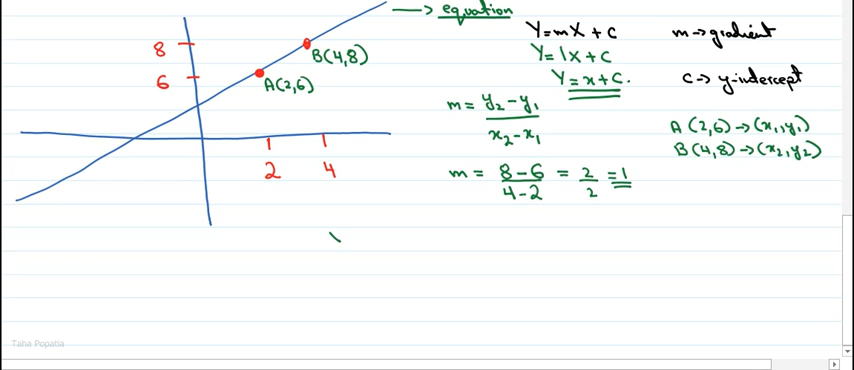 → equation
Y=mX+c
m→gradient
Y=1x+c
Y=x+c.
c→ y-intercept
8
B(4,8)
6
A(2,6)
m= y₂-y₁
x₂-x₁
A(2,6)→(x₁,y₁)
B(4,8)→(x₂,y₂)
2
4
m= 8-6 = 2 =1
4-2 2
Taha Popatia